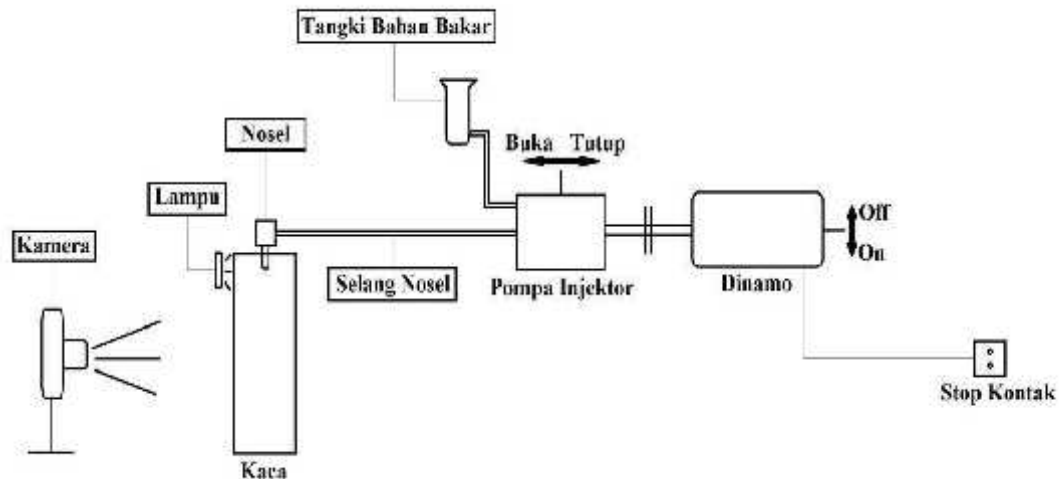 Tangki Bahan Bakar
Nosel
Buka Tutup
Lampu
Off
On
Kamera
Selang Nosel
Pompa Injektor
Dinamo
Stop Kontak
Kaca